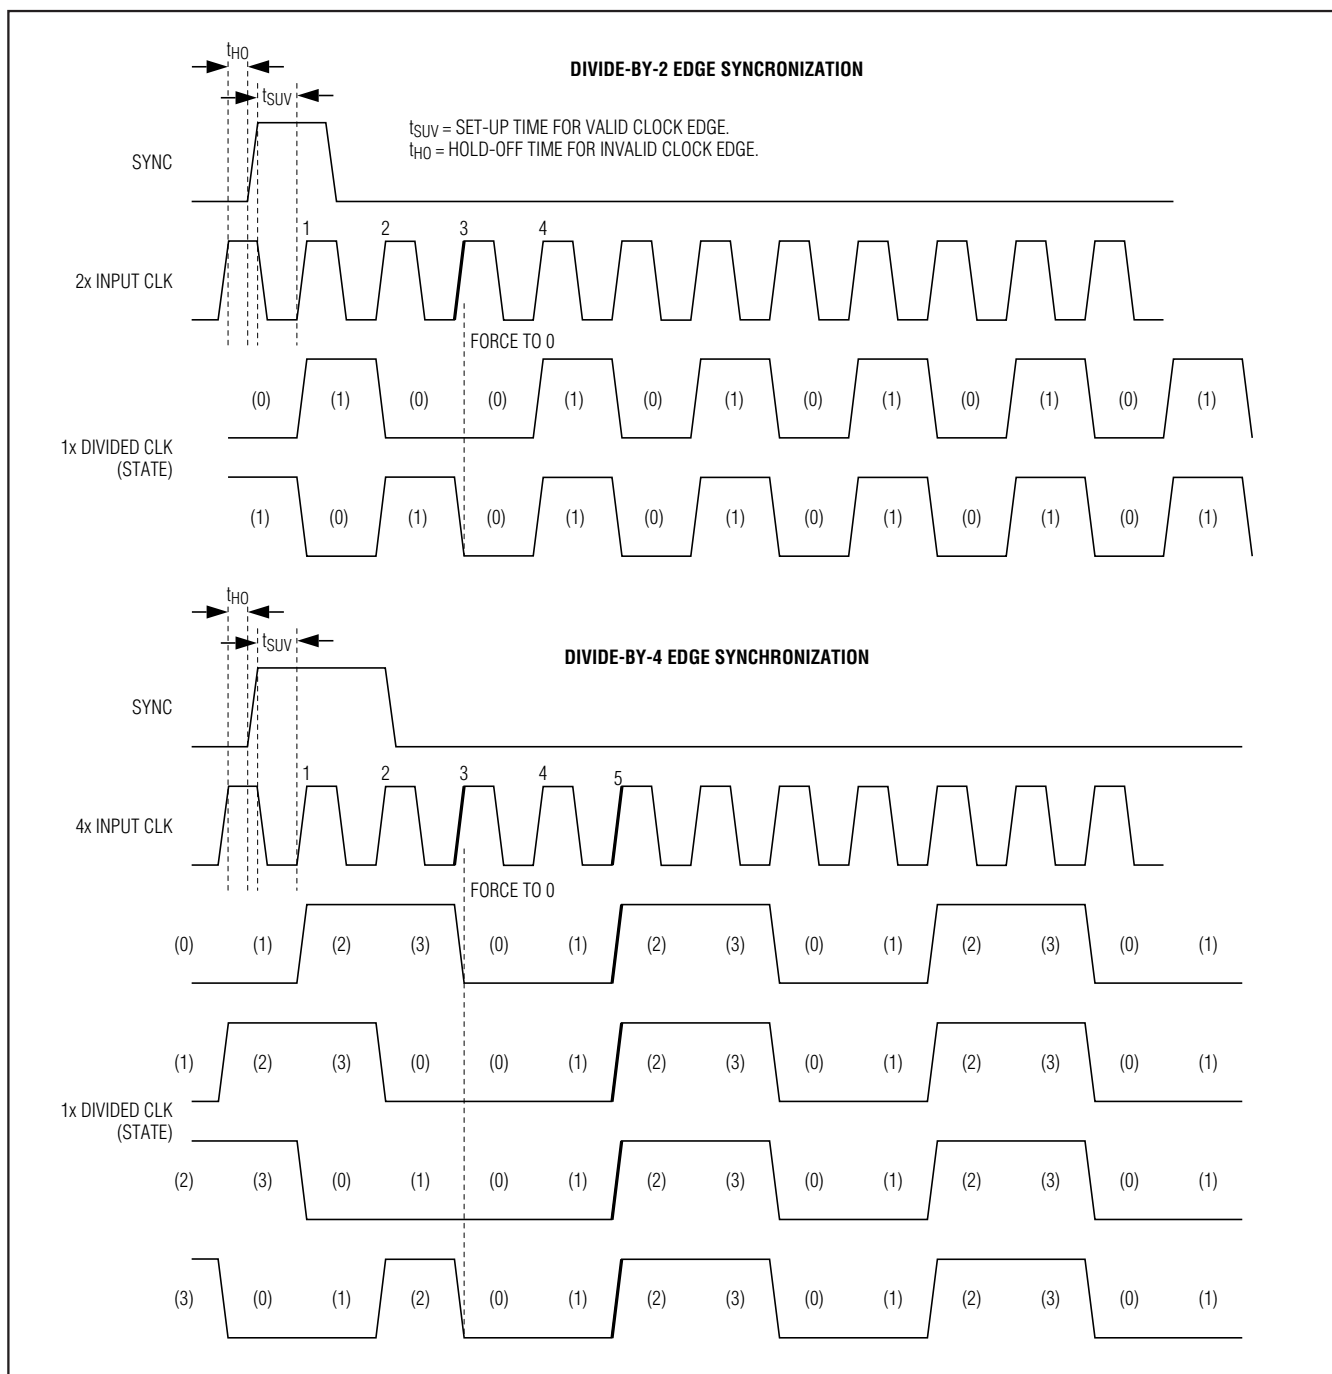 tHO
DIVIDE-BY-2 EDGE SYNCRONIZATION
tSUV
tSUV = SET-UP TIME FOR VALID CLOCK EDGE.
tHO = HOLD-OFF TIME FOR INVALID CLOCK EDGE.
SYNC
1 2 3 4
2x INPUT CLK
FORCE TO 0
(0) (1) (0) (0) (1) (0) (1) (0) (1) (0) (1) (0) (1)
1x DIVIDED CLK
(STATE)
(1) (0) (1) (0) (1) (0) (1) (0) (1) (0) (1) (0) (1)
tHO
tSUV
DIVIDE-BY-4 EDGE SYNCHRONIZATION
SYNC
1 2 3 4 5
4x INPUT CLK
FORCE TO 0
(0) (1) (2) (3) (0) (1) (2) (3) (0) (1) (2) (3) (0) (1)
(1) (2) (3) (0) (0) (1) (2) (3) (0) (1) (2) (3) (0) (1)
1x DIVIDED CLK
(STATE)
(2) (3) (0) (1) (0) (1) (2) (3) (0) (1) (2) (3) (0) (1)
(3) (0) (1) (2) (0) (1) (2) (3) (0) (1) (2) (3) (0) (1)